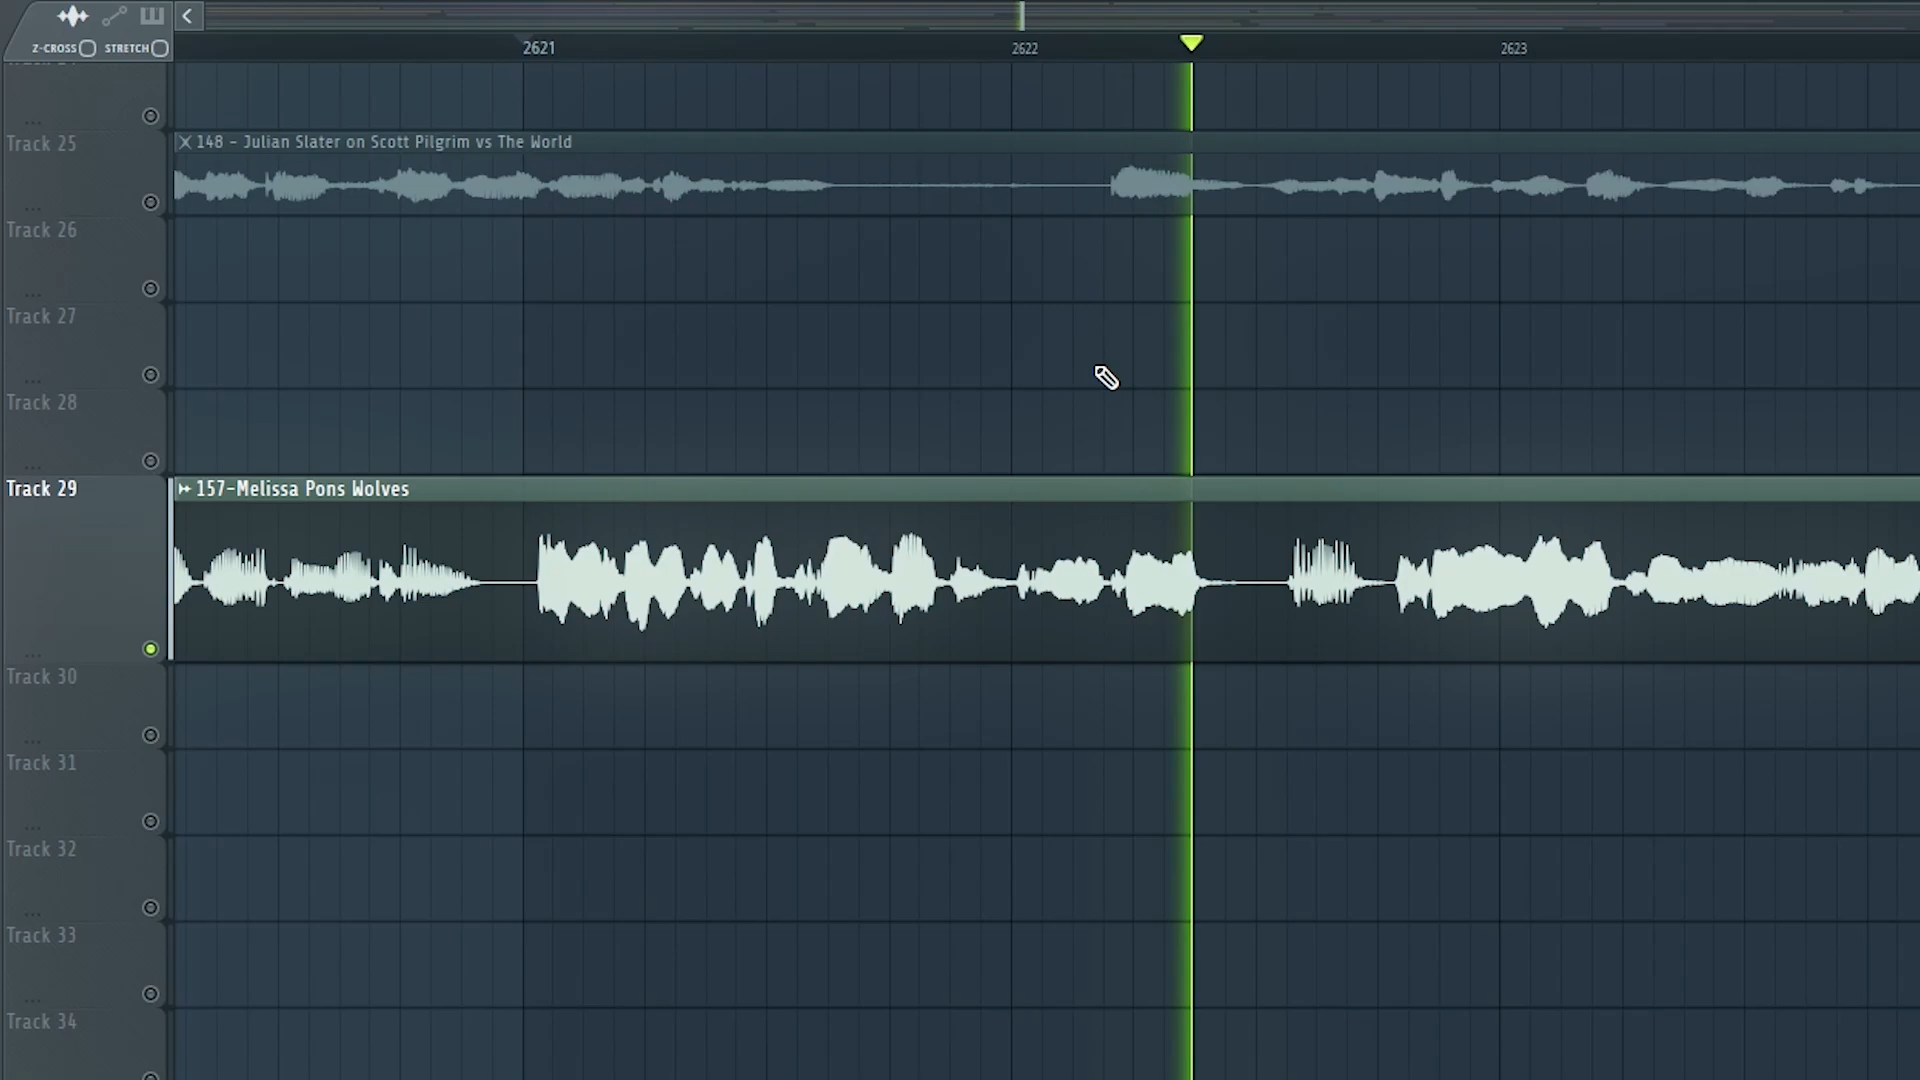 Z-CROSS STRETCH
2621 2622 2623
Track 25
148 - Julian Slater on Scott Pilgrim vs The World
Track 26
Track 27
Track 28
Track 29
157-Melissa Pons Wolves
Track 30
Track 31
Track 32
Track 33
Track 34